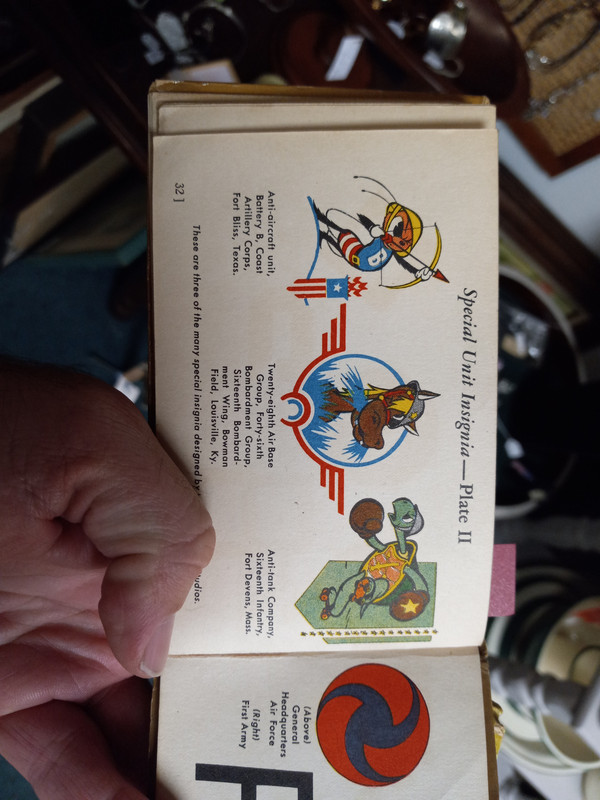 Special Unit Insignia—Plate II
B
Anti-aircraft unit,
Battery B, Coast
Artillery Corps,
Fort Bliss, Texas.
Twenty-eighth Air Base
Group, Forty-sixth
Bombardment Group,
Sixteenth Bombard-
ment Wing, Bowman
Field, Louisville, Ky.
Anti-tank Company,
Sixteenth Infantry,
Fort Devens, Mass.
These are three of the many special insignia designed by
32]
(Above)
General
Headquarters
Air Force
(Right)
First Army